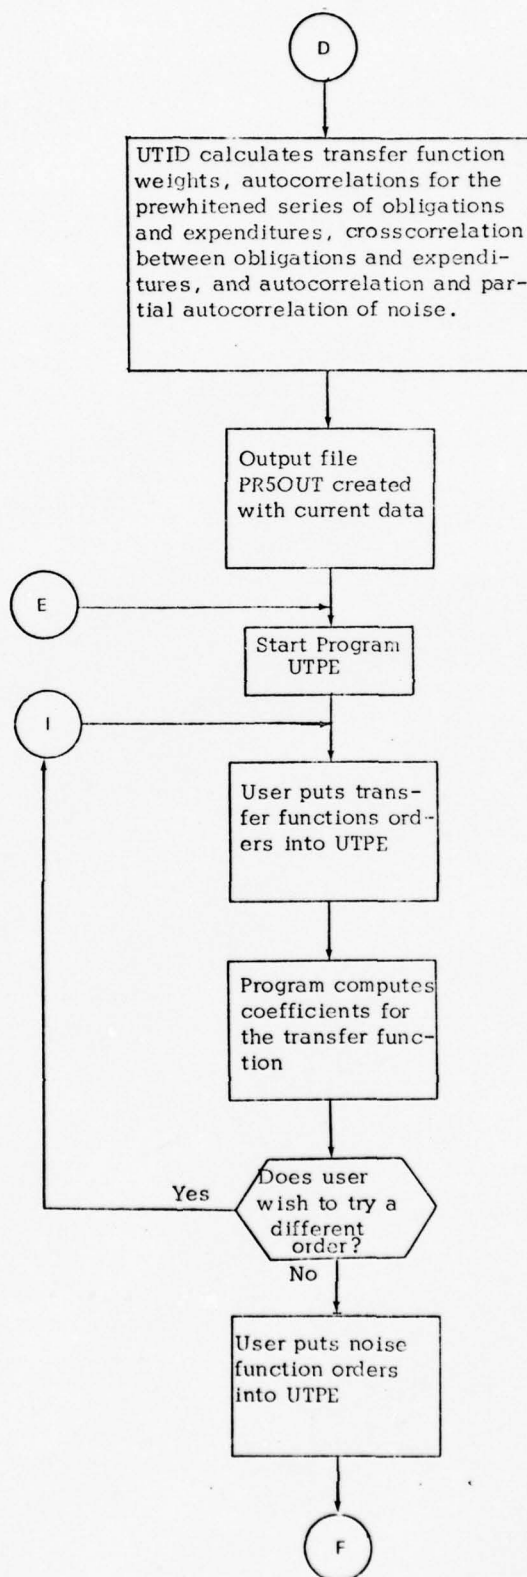 D
UTID calculates transfer function
weights, autocorrelations for the
prewhitened series of obligations
and expenditures, crosscorrelation
between obligations and expendi-
tures, and autocorrelation and par-
tial autocorrelation of noise.
Output file
PR5OUT created
with current data
E
Start Program
UTPE
I
User puts trans-
fer functions ord-
ers into UTPE
Program computes
coefficients for
the transfer func-
tion
Does user
wish to try a
different
order?
Yes
No
User puts noise
function orders
into UTPE
F